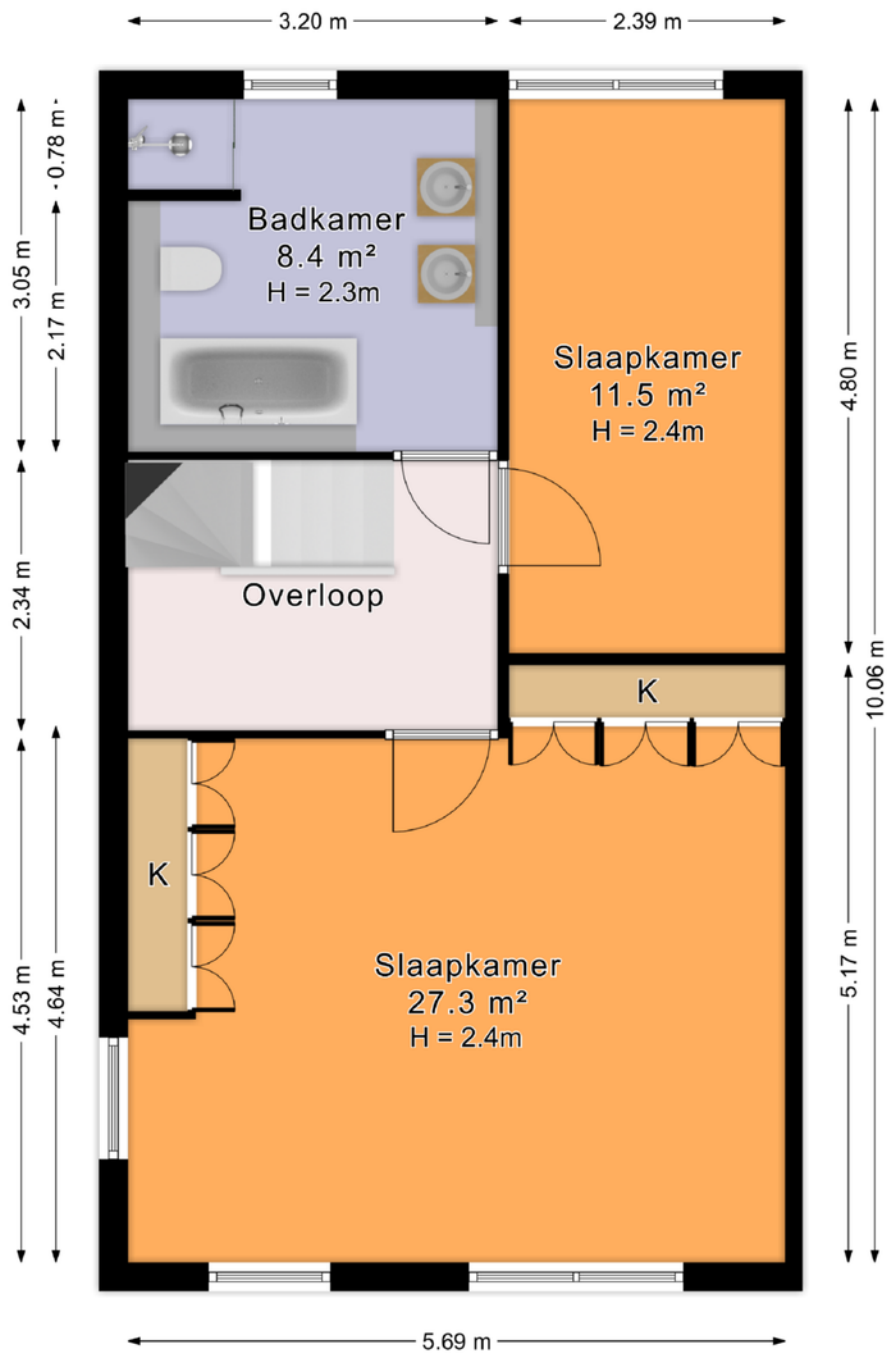 3.20 m
2.39 m
0.78 m
3.05 m
2.17 m
Badkamer
8.4 m²
H = 2.3m
Slaapkamer
11.5 m²
H = 2.4m
4.80 m
2.34 m
Overloop
10.06 m
K
K
4.53 m
4.64 m
Slaapkamer
27.3 m²
H = 2.4m
5.17 m
5.69 m